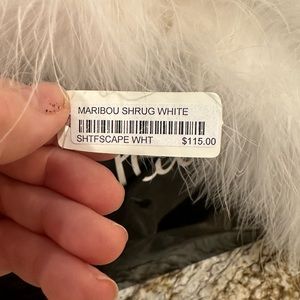 MARIBOU SHRUG WHITE
SHTFSCAPE WHT $115.00